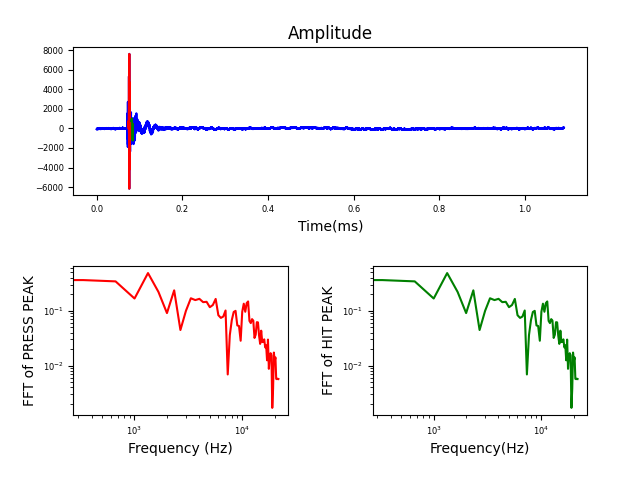 Amplitude
8000
6000
4000
2000
0
−2000
−4000
−6000
0.0 0.2 0.4 0.6 0.8 1.0
Time(ms)
FFT of PRESS PEAK
10⁻¹
10⁻²
10³ 10⁴
Frequency (Hz)
FFT of HIT PEAK
10⁻¹
10⁻²
10³ 10⁴
Frequency(Hz)